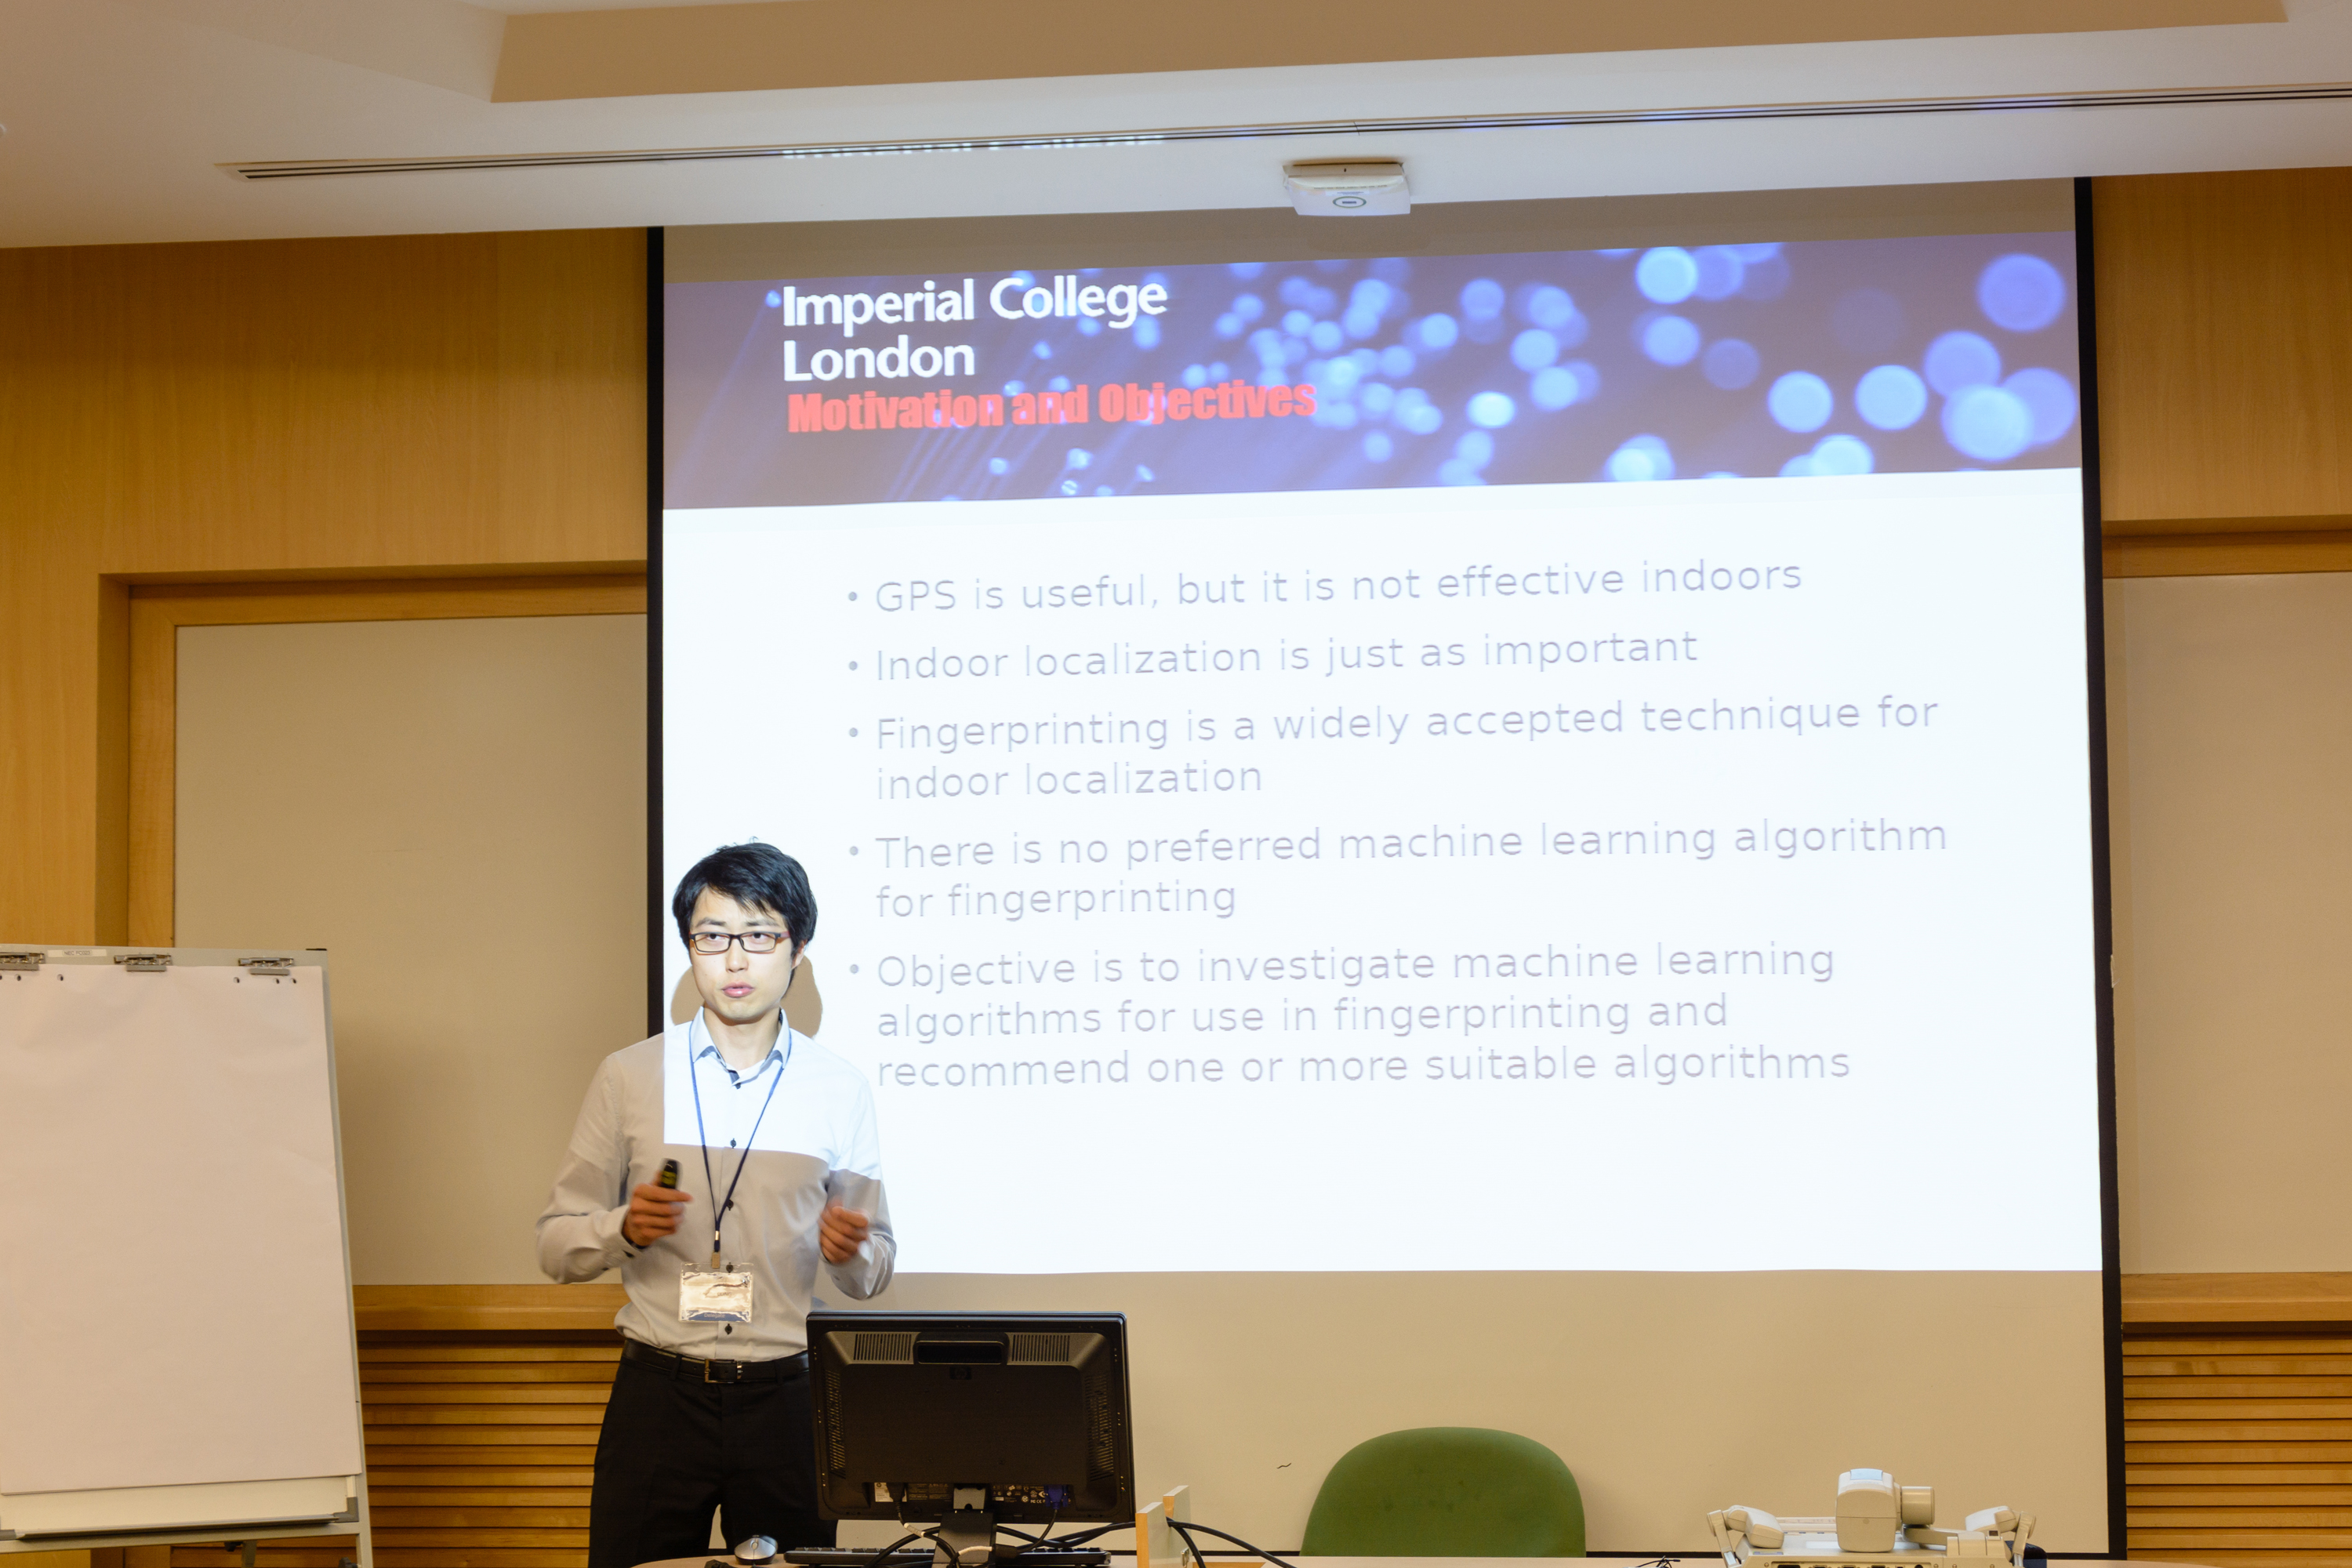 Imperial College
London
Motivation and Objectives
• GPS is useful, but it is not effective indoors
• Indoor localization is just as important
• Fingerprinting is a widely accepted technique for
indoor localization
• There is no preferred machine learning algorithm
for fingerprinting
• Objective is to investigate machine learning
algorithms for use in fingerprinting and
recommend one or more suitable algorithms